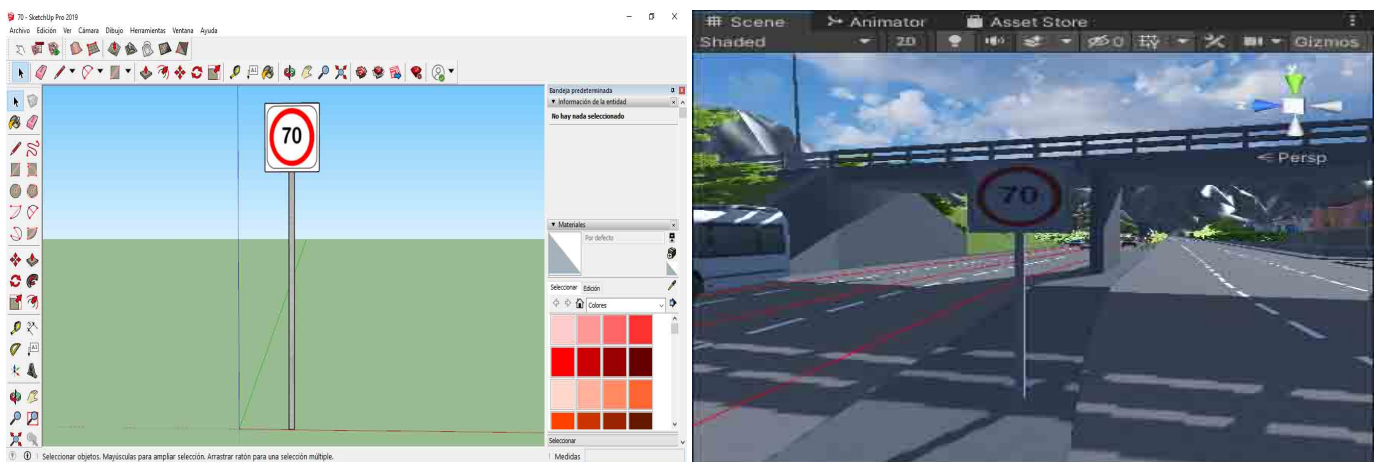 70 - SketchUp Pro 2019
Archivo Edición Ver Cámara Dibujo Herramientas Ventana Ayuda
Bandeja predeterminada
Información de la entidad
No hay nada seleccionado
70
Materiales
Por defecto
Seleccionar Edición
Colores
Seleccionar
Seleccionar objetos. Mayúsculas para ampliar selección. Arrastrar ratón para una selección múltiple.
Medidas
Scene Animator Asset Store
Shaded 2D 0 Gizmos
y
z
Persp
70